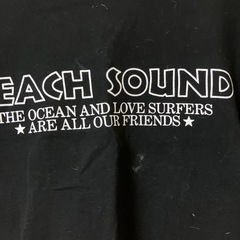 EACH SOUND
THE OCEAN AND LOVE SURFERS
★ ARE ALL OUR FRIENDS ★